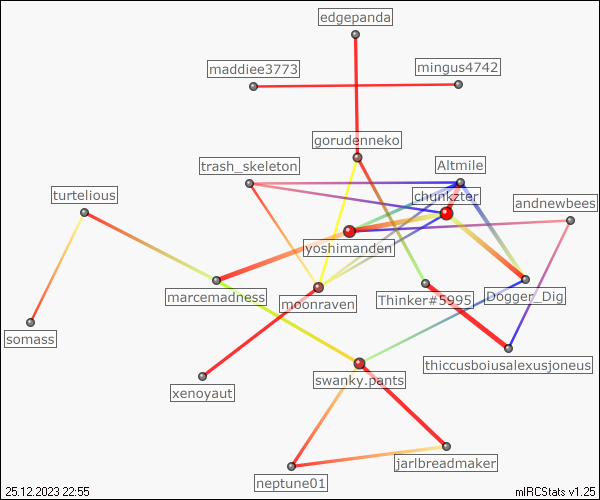 edgepanda
maddiee3773
mingus4742
gorudenneko
trash_skeleton
Altmile
turtelious
chunkzter
andnewbees
yoshimanden
marcemadness
moonraven
Thinker#5995
Dogger_Dig
somass
thiccusboiusalexusjoneus
swanky.pants
xenoyaut
jarlbreadmaker
neptune01
25.12.2023 22:55
mIRCStats v1.25